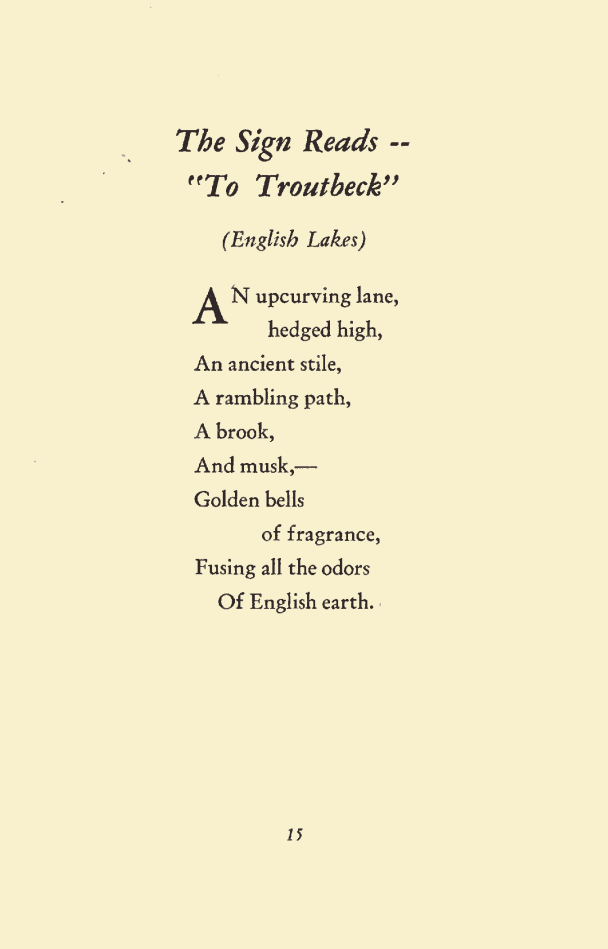 The Sign Reads --
"To Troutbeck"
(English Lakes)
AN upcurving lane,
hedged high,
An ancient stile,
A rambling path,
A brook,
And musk,—
Golden bells
of fragrance,
Fusing all the odors
Of English earth.
15